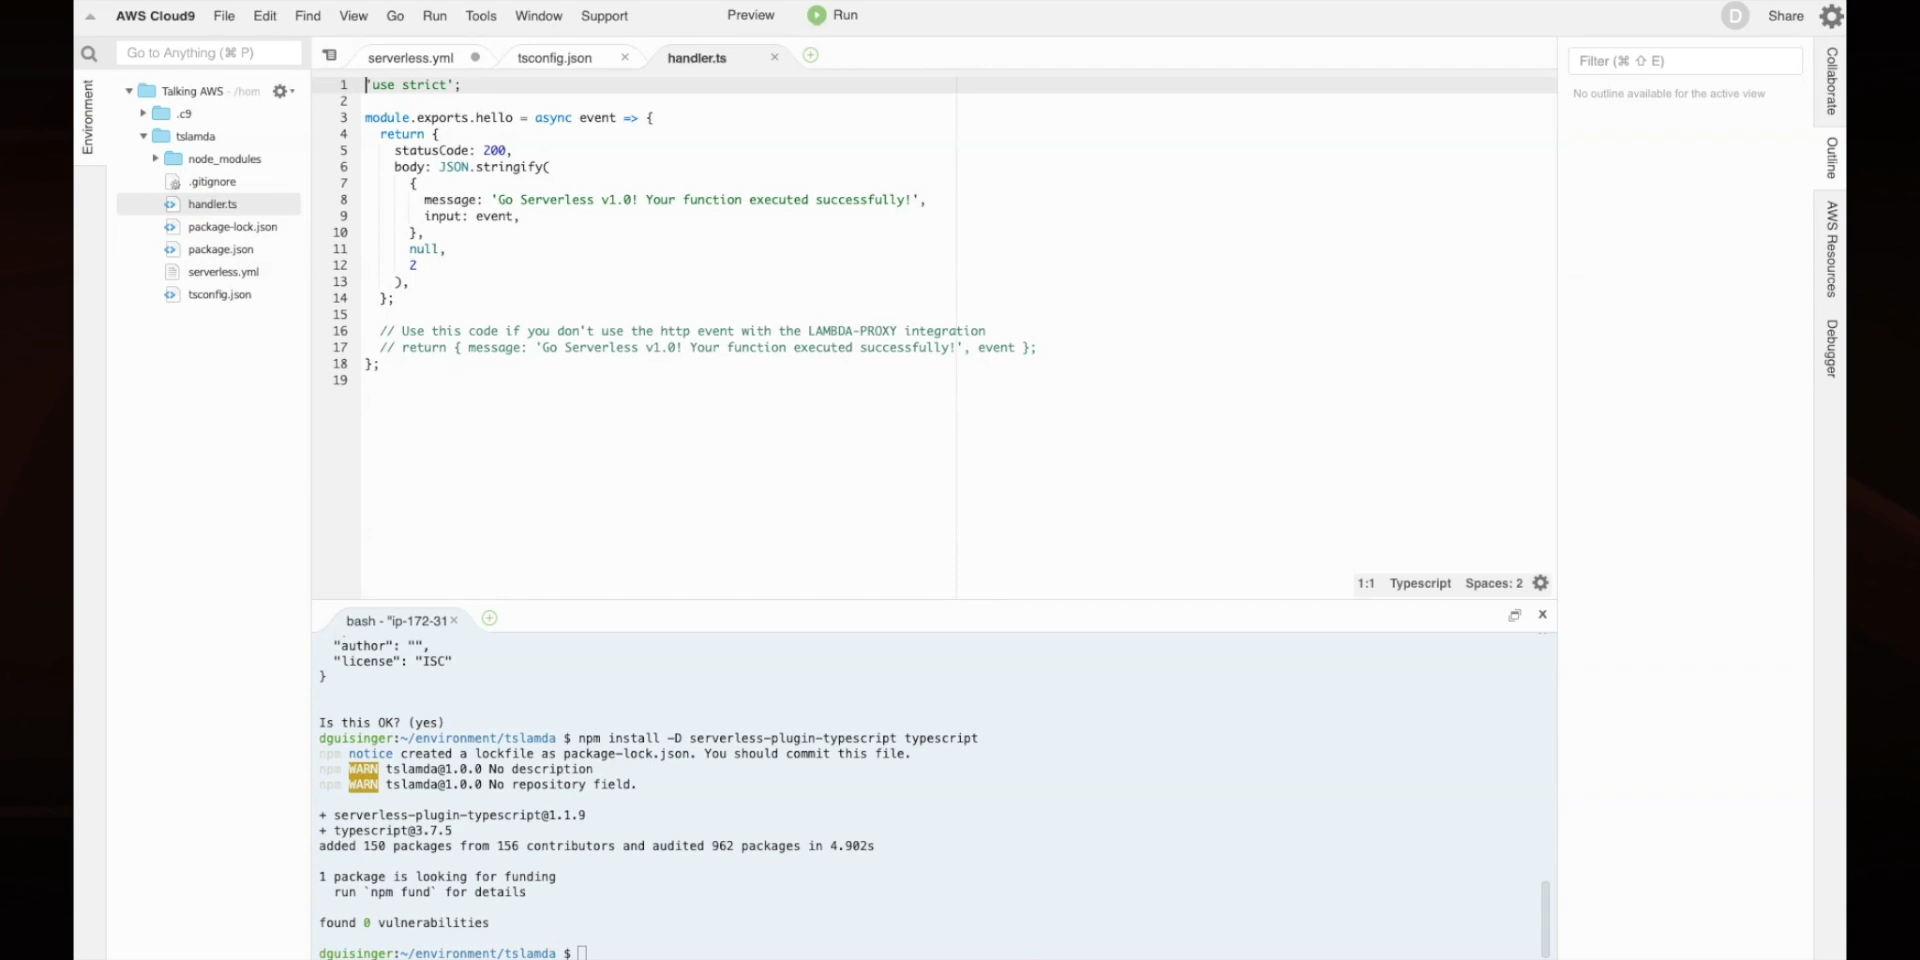 AWS Cloud9 File Edit Find View Go Run Tools Window Support Preview Run D Share
Go to Anything (⌘ P)
serverless.yml tsconfig.json × handler.ts ×
Filter (⌘ ⇧ E)
No outline available for the active view
Environment
Talking AWS - /hom
.c9
tslamda
node_modules
.gitignore
handler.ts
package-lock.json
package.json
serverless.yml
tsconfig.json
1 'use strict';
2
3 module.exports.hello = async event => {
4 return {
5 statusCode: 200,
6 body: JSON.stringify(
7 {
8 message: 'Go Serverless v1.0! Your function executed successfully!',
9 input: event,
10 },
11 null,
12 2
13 ),
14 };
15
16 // Use this code if you don't use the http event with the LAMBDA-PROXY integration
17 // return { message: 'Go Serverless v1.0! Your function executed successfully!', event };
18 };
19
1:1 Typescript Spaces: 2
Collaborate
Outline
AWS Resources
Debugger
bash - "ip-172-31 ×
"author": "",
"license": "ISC"
}
Is this OK? (yes)
dguisinger:~/environment/tslamda $ npm install -D serverless-plugin-typescript typescript
npm notice created a lockfile as package-lock.json. You should commit this file.
npm WARN tslamda@1.0.0 No description
npm WARN tslamda@1.0.0 No repository field.
+ serverless-plugin-typescript@1.1.9
+ typescript@3.7.5
added 150 packages from 156 contributors and audited 962 packages in 4.902s
1 package is looking for funding
run `npm fund` for details
found 0 vulnerabilities
dguisinger:~/environment/tslamda $